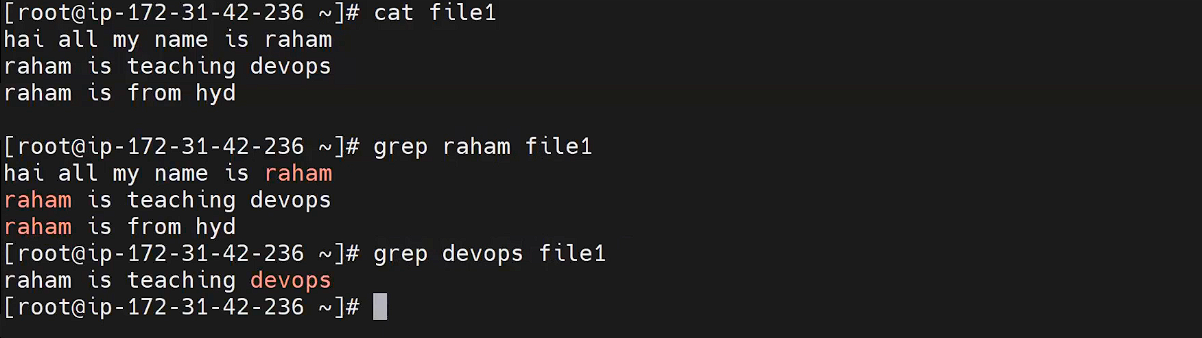 [root@ip-172-31-42-236 ~]# cat file1
hai all my name is raham
raham is teaching devops
raham is from hyd
[root@ip-172-31-42-236 ~]# grep raham file1
hai all my name is raham
raham is teaching devops
raham is from hyd
[root@ip-172-31-42-236 ~]# grep devops file1
raham is teaching devops
[root@ip-172-31-42-236 ~]#